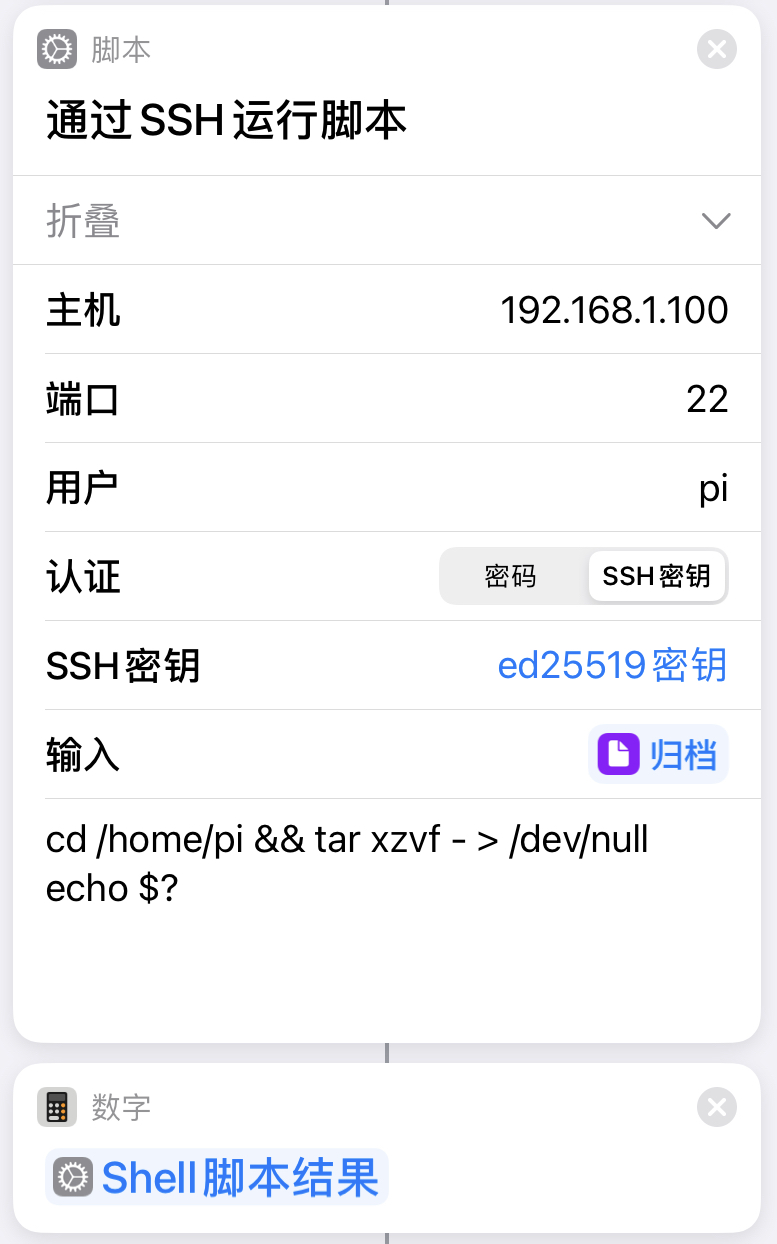 脚本
通过SSH运行脚本
折叠
主机 192.168.1.100
端口 22
用户 pi
认证 密码 SSH密钥
SSH密钥 ed25519密钥
输入 归档
cd /home/pi && tar xzvf - > /dev/null
echo $?
数字
Shell脚本结果